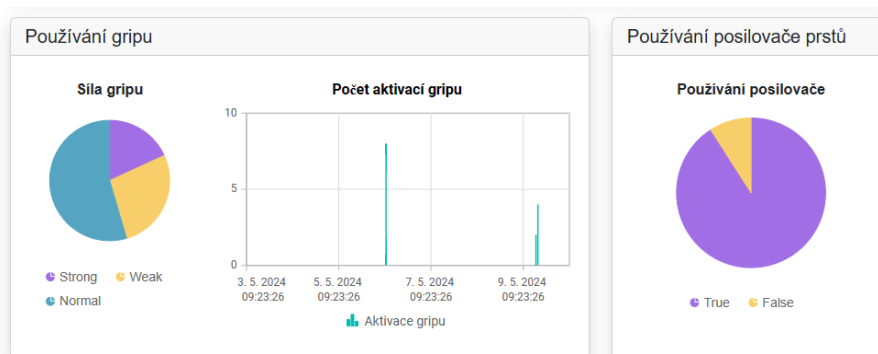 Používání gripu
Síla gripu
Strong
Weak
Normal
Počet aktivací gripu
10
5
0
3. 5. 2024
09:23:26
5. 5. 2024
09:23:26
7. 5. 2024
09:23:26
9. 5. 2024
09:23:26
Aktivace gripu
Používání posilovače prstů
Používání posilovače
True
False